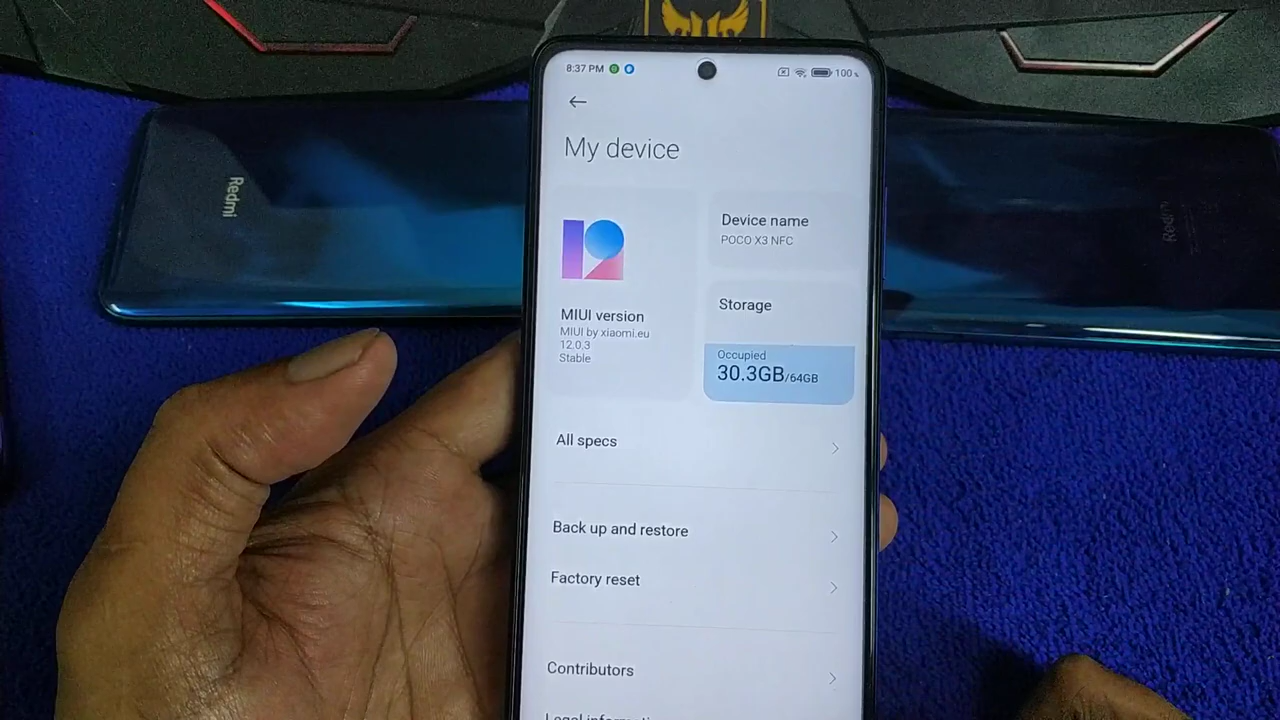 8:37 PM
100%
My device
Device name
POCO X3 NFC
Storage
MIUI version
MIUI by xiaomi.eu
12.0.3
Stable
Occupied
30.3GB/64GB
All specs
Back up and restore
Factory reset
Contributors
Redmi
Redmi